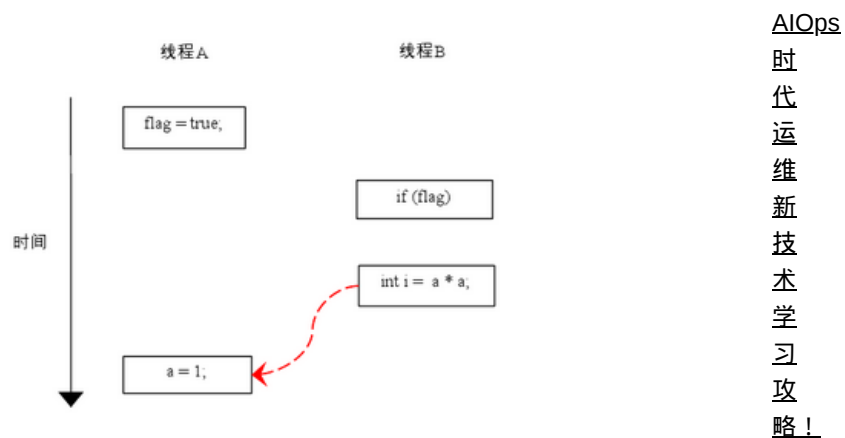 线程A
线程B
flag = true;
if (flag)
时间
int i = a * a;
a = 1;
AIOps
时
代
运
维
新
技
术
学
习
攻
略！